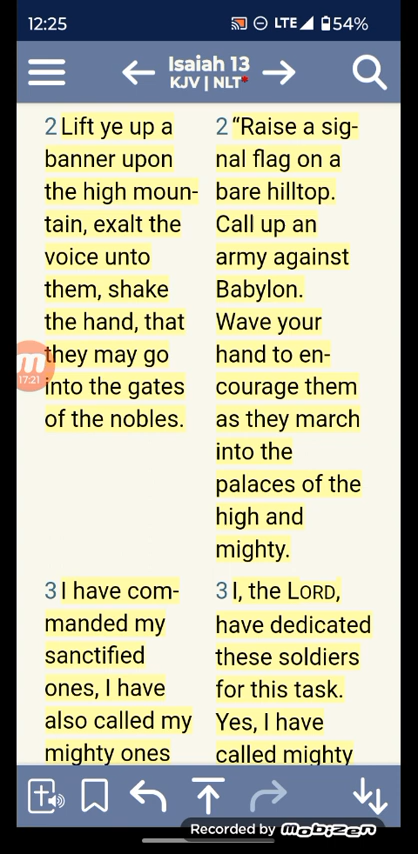 12:25
LTE 54%
Isaiah 13
KJV | NLT*
2 Lift ye up a
banner upon
the high moun-
tain, exalt the
voice unto
them, shake
the hand, that
they may go
into the gates
of the nobles.
2 “Raise a sig-
nal flag on a
bare hilltop.
Call up an
army against
Babylon.
Wave your
hand to en-
courage them
as they march
into the
palaces of the
high and
mighty.
17:21
3 I have com-
manded my
sanctified
ones, I have
also called my
mighty ones
3 I, the LORD,
have dedicated
these soldiers
for this task.
Yes, I have
called mighty
Recorded by Mobizen